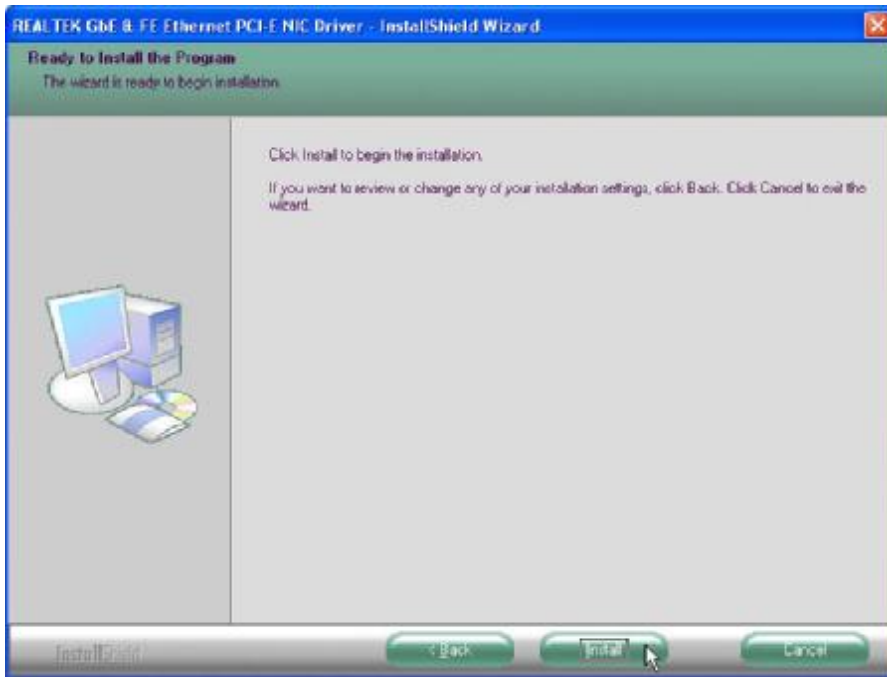 REALTEK GbE & FE Ethernet PCI-E NIC Driver - InstallShield Wizard
Ready to Install the Program
The wizard is ready to begin installation.
Click Install to begin the installation.
If you want to review or change any of your installation settings, click Back. Click Cancel to exit the
wizard.
InstallShield
< Back
Install
Cancel